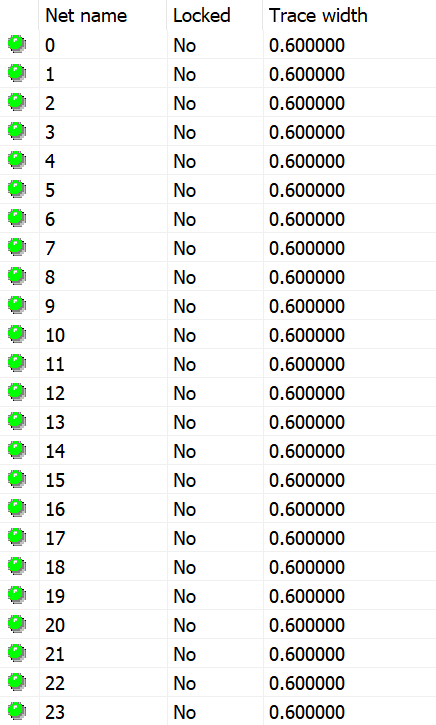 Net name Locked Trace width
0 No 0.600000
1 No 0.600000
2 No 0.600000
3 No 0.600000
4 No 0.600000
5 No 0.600000
6 No 0.600000
7 No 0.600000
8 No 0.600000
9 No 0.600000
10 No 0.600000
11 No 0.600000
12 No 0.600000
13 No 0.600000
14 No 0.600000
15 No 0.600000
16 No 0.600000
17 No 0.600000
18 No 0.600000
19 No 0.600000
20 No 0.600000
21 No 0.600000
22 No 0.600000
23 No 0.600000